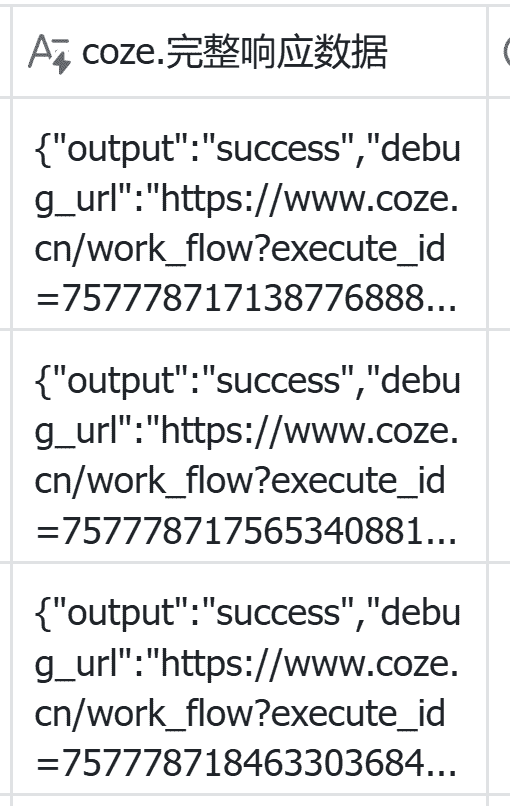 coze.完整响应数据
{"output":"success","debu
g_url":"https://www.coze.
cn/work_flow?execute_id
=757778717138776888...
{"output":"success","debu
g_url":"https://www.coze.
cn/work_flow?execute_id
=757778717565340881...
{"output":"success","debu
g_url":"https://www.coze.
cn/work_flow?execute_id
=757778718463303684...